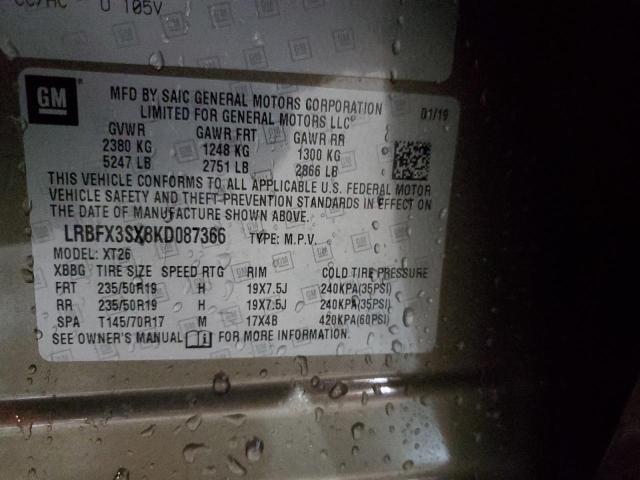 U 105V
GM
MFD BY SAIC GENERAL MOTORS CORPORATION
LIMITED FOR GENERAL MOTORS LLC
01/19
GVWR GAWR FRT GAWR RR
2380 KG 1248 KG 1300 KG
5247 LB 2751 LB 2866 LB
THIS VEHICLE CONFORMS TO ALL APPLICABLE U.S. FEDERAL MOTOR
VEHICLE SAFETY AND THEFT PREVENTION STANDARDS IN EFFECT ON
THE DATE OF MANUFACTURE SHOWN ABOVE.
LRBFX3SX8KD087366 TYPE: M.P.V.
MODEL: XT26
XBBG TIRE SIZE SPEED RTG RIM COLD TIRE PRESSURE
FRT 235/50R19 H 19X7.5J 240KPA(35PSI)
RR 235/50R19 H 19X7.5J 240KPA(35PSI)
SPA T145/70R17 M 17X4B 420KPA(60PSI)
SEE OWNER'S MANUAL FOR MORE INFORMATION.